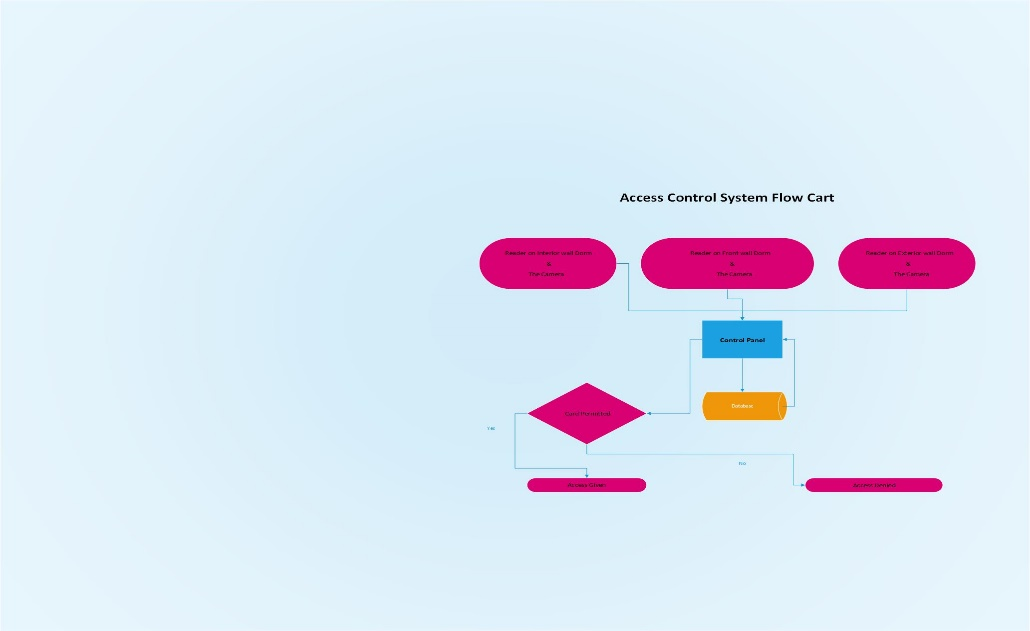 Access Control System Flow Cart
Reader on Interior wall Dorm
&
The Camera
Reader on Front wall Dorm
&
The Camera
Reader on Exterior wall Dorm
&
The Camera
Control Panel
Database
Card Permitted
Yes
No
Access Given
Access Denied